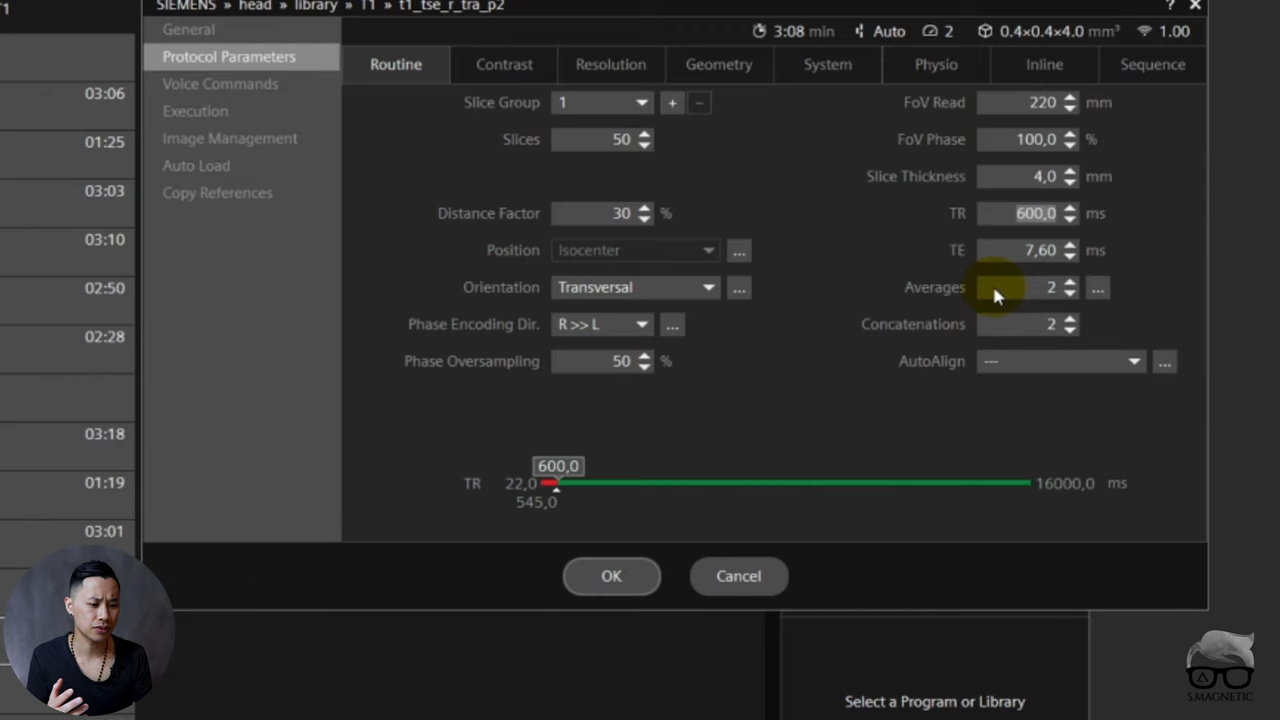 T1
SIEMENS » head » library » T1 » t1_tse_r_tra_p2
? ×
General
Protocol Parameters
Voice Commands
Execution
Image Management
Auto Load
Copy References
3:08 min Auto 2 0.4×0.4×4.0 mm³ 1.00
Routine Contrast Resolution Geometry System Physio Inline Sequence
Slice Group 1 + −
Slices 50
Distance Factor 30 %
Position Isocenter ...
Orientation Transversal ...
Phase Encoding Dir. R >> L ...
Phase Oversampling 50 %
FoV Read 220 mm
FoV Phase 100,0 %
Slice Thickness 4,0 mm
TR 600,0 ms
TE 7,60 ms
Averages 2 ...
Concatenations 2
AutoAlign --- ...
600,0
TR 22,0 16000,0 ms
545,0
OK Cancel
03:06
01:25
03:03
03:10
02:50
02:28
03:18
01:19
03:01
Select a Program or Library
S.MAGNETIC